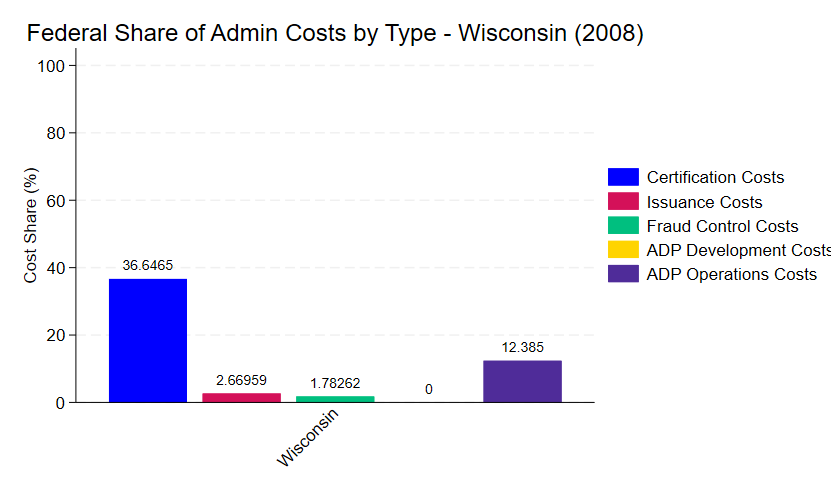 Federal Share of Admin Costs by Type - Wisconsin (2008)
Cost Share (%)
100
80
60
40
20
0
36.6465
2.66959
1.78262
0
12.385
Wisconsin
Certification Costs
Issuance Costs
Fraud Control Costs
ADP Development Costs
ADP Operations Costs